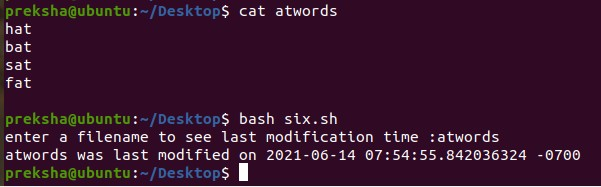 preksha@ubuntu:~/Desktop$ cat atwords
hat
bat
sat
fat
preksha@ubuntu:~/Desktop$ bash six.sh
enter a filename to see last modification time :atwords
atwords was last modified on 2021-06-14 07:54:55.842036324 -0700
preksha@ubuntu:~/Desktop$